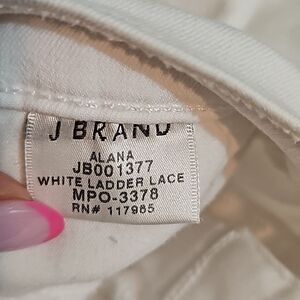 J BRAND
ALANA
JB001377
WHITE LADDER LACE
MPO-3378
RN# 117985